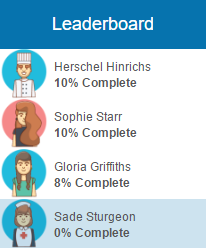 Leaderboard
Herschel Hinrichs
10% Complete
Sophie Starr
10% Complete
Gloria Griffiths
8% Complete
Sade Sturgeon
0% Complete